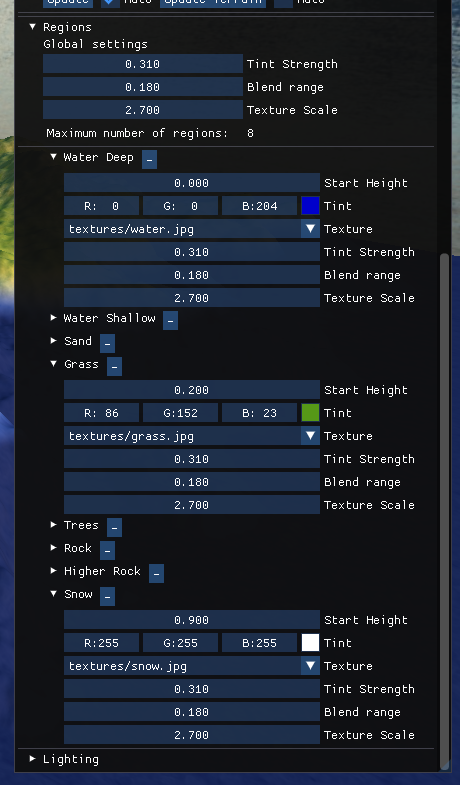 Update Auto Update Terrain Auto
Regions
Global settings
0.310 Tint Strength
0.180 Blend range
2.700 Texture Scale
Maximum number of regions: 8
Water Deep -
0.000 Start Height
R: 0 G: 0 B:204 Tint
textures/water.jpg Texture
0.310 Tint Strength
0.180 Blend range
2.700 Texture Scale
Water Shallow -
Sand -
Grass -
0.200 Start Height
R: 86 G:152 B: 23 Tint
textures/grass.jpg Texture
0.310 Tint Strength
0.180 Blend range
2.700 Texture Scale
Trees -
Rock -
Higher Rock -
Snow -
0.900 Start Height
R:255 G:255 B:255 Tint
textures/snow.jpg Texture
0.310 Tint Strength
0.180 Blend range
2.700 Texture Scale
Lighting